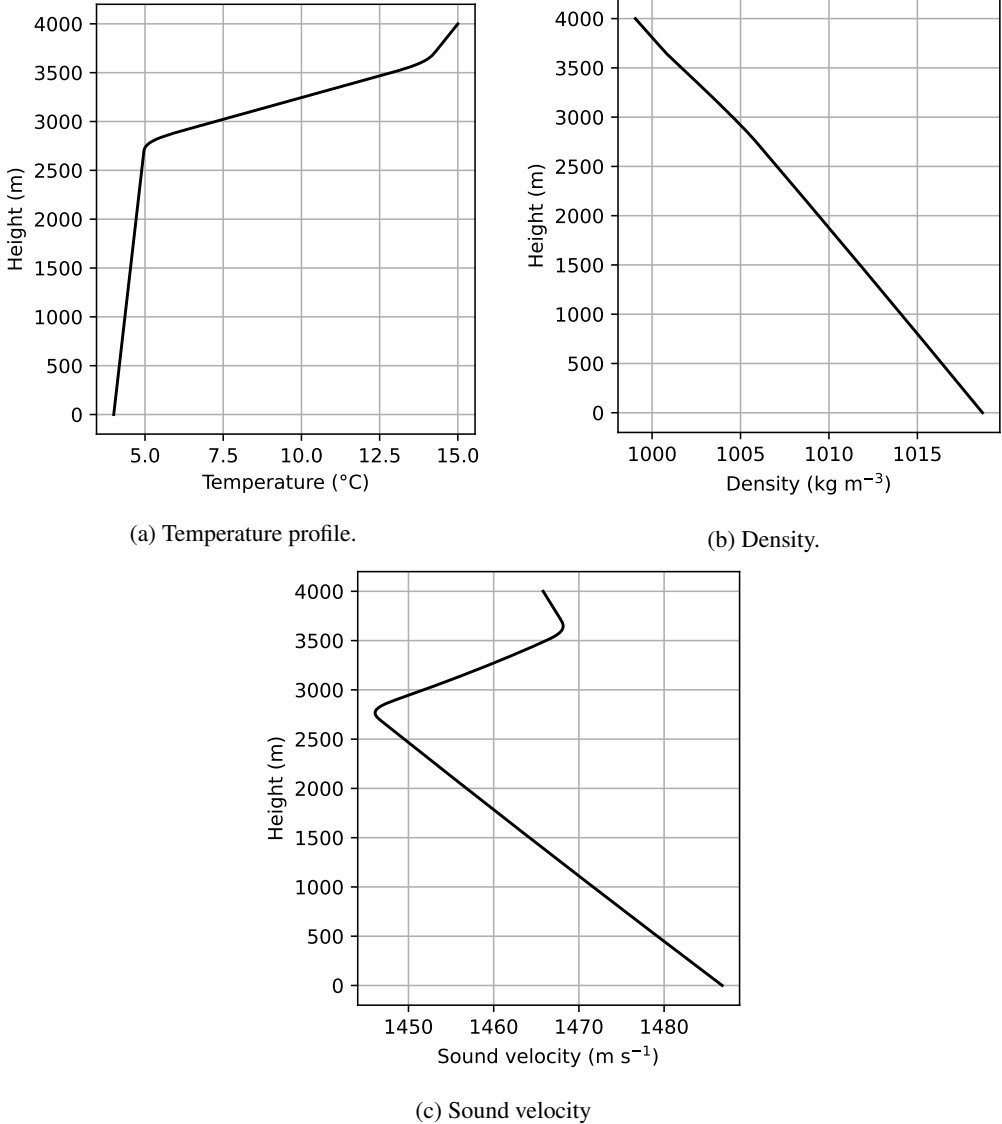 4000
3500
3000
2500
2000
1500
1000
500
0
Height (m)
5.0 7.5 10.0 12.5 15.0
Temperature (°C)
(a) Temperature profile.
4000
3500
3000
2500
2000
1500
1000
500
0
Height (m)
1000 1005 1010 1015
Density (kg m⁻³)
(b) Density.
4000
3500
3000
2500
2000
1500
1000
500
0
Height (m)
1450 1460 1470 1480
Sound velocity (m s⁻¹)
(c) Sound velocity